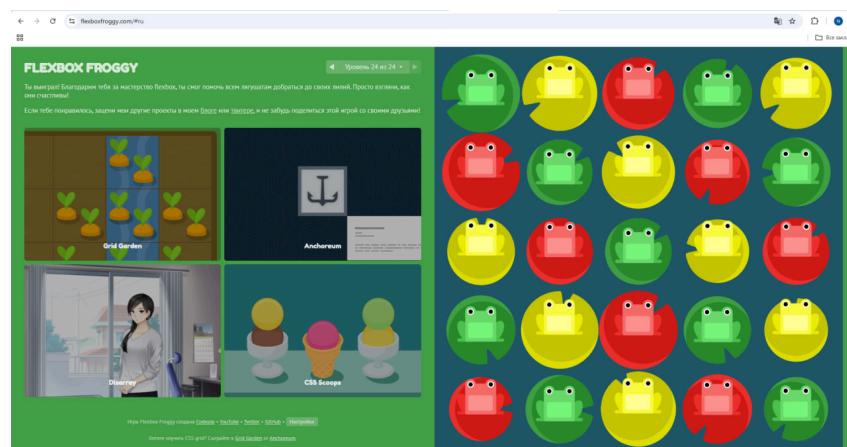 flexboxfroggy.com/#ru
Все закл
FLEXBOX FROGGY
Уровень 24 из 24
Ты выиграл! Благодарим тебя за мастерство flexbox, ты смог помочь всем лягушатам добраться до своих лилий. Просто взгляни, как
они счастливы!
Если тебе понравилось, зацени мои другие проекты в моем блоге или твиттере, и не забудь поделиться этой игрой со своими друзьями!
Grid Garden
Anchoreum
Disarray
CSS Scoops
Игра Flexbox Froggy создана Codepip • YouTube • Twitter • GitHub • Настройки
Хотите изучить CSS grid? Сыграйте в Grid Garden от Anchoreum.